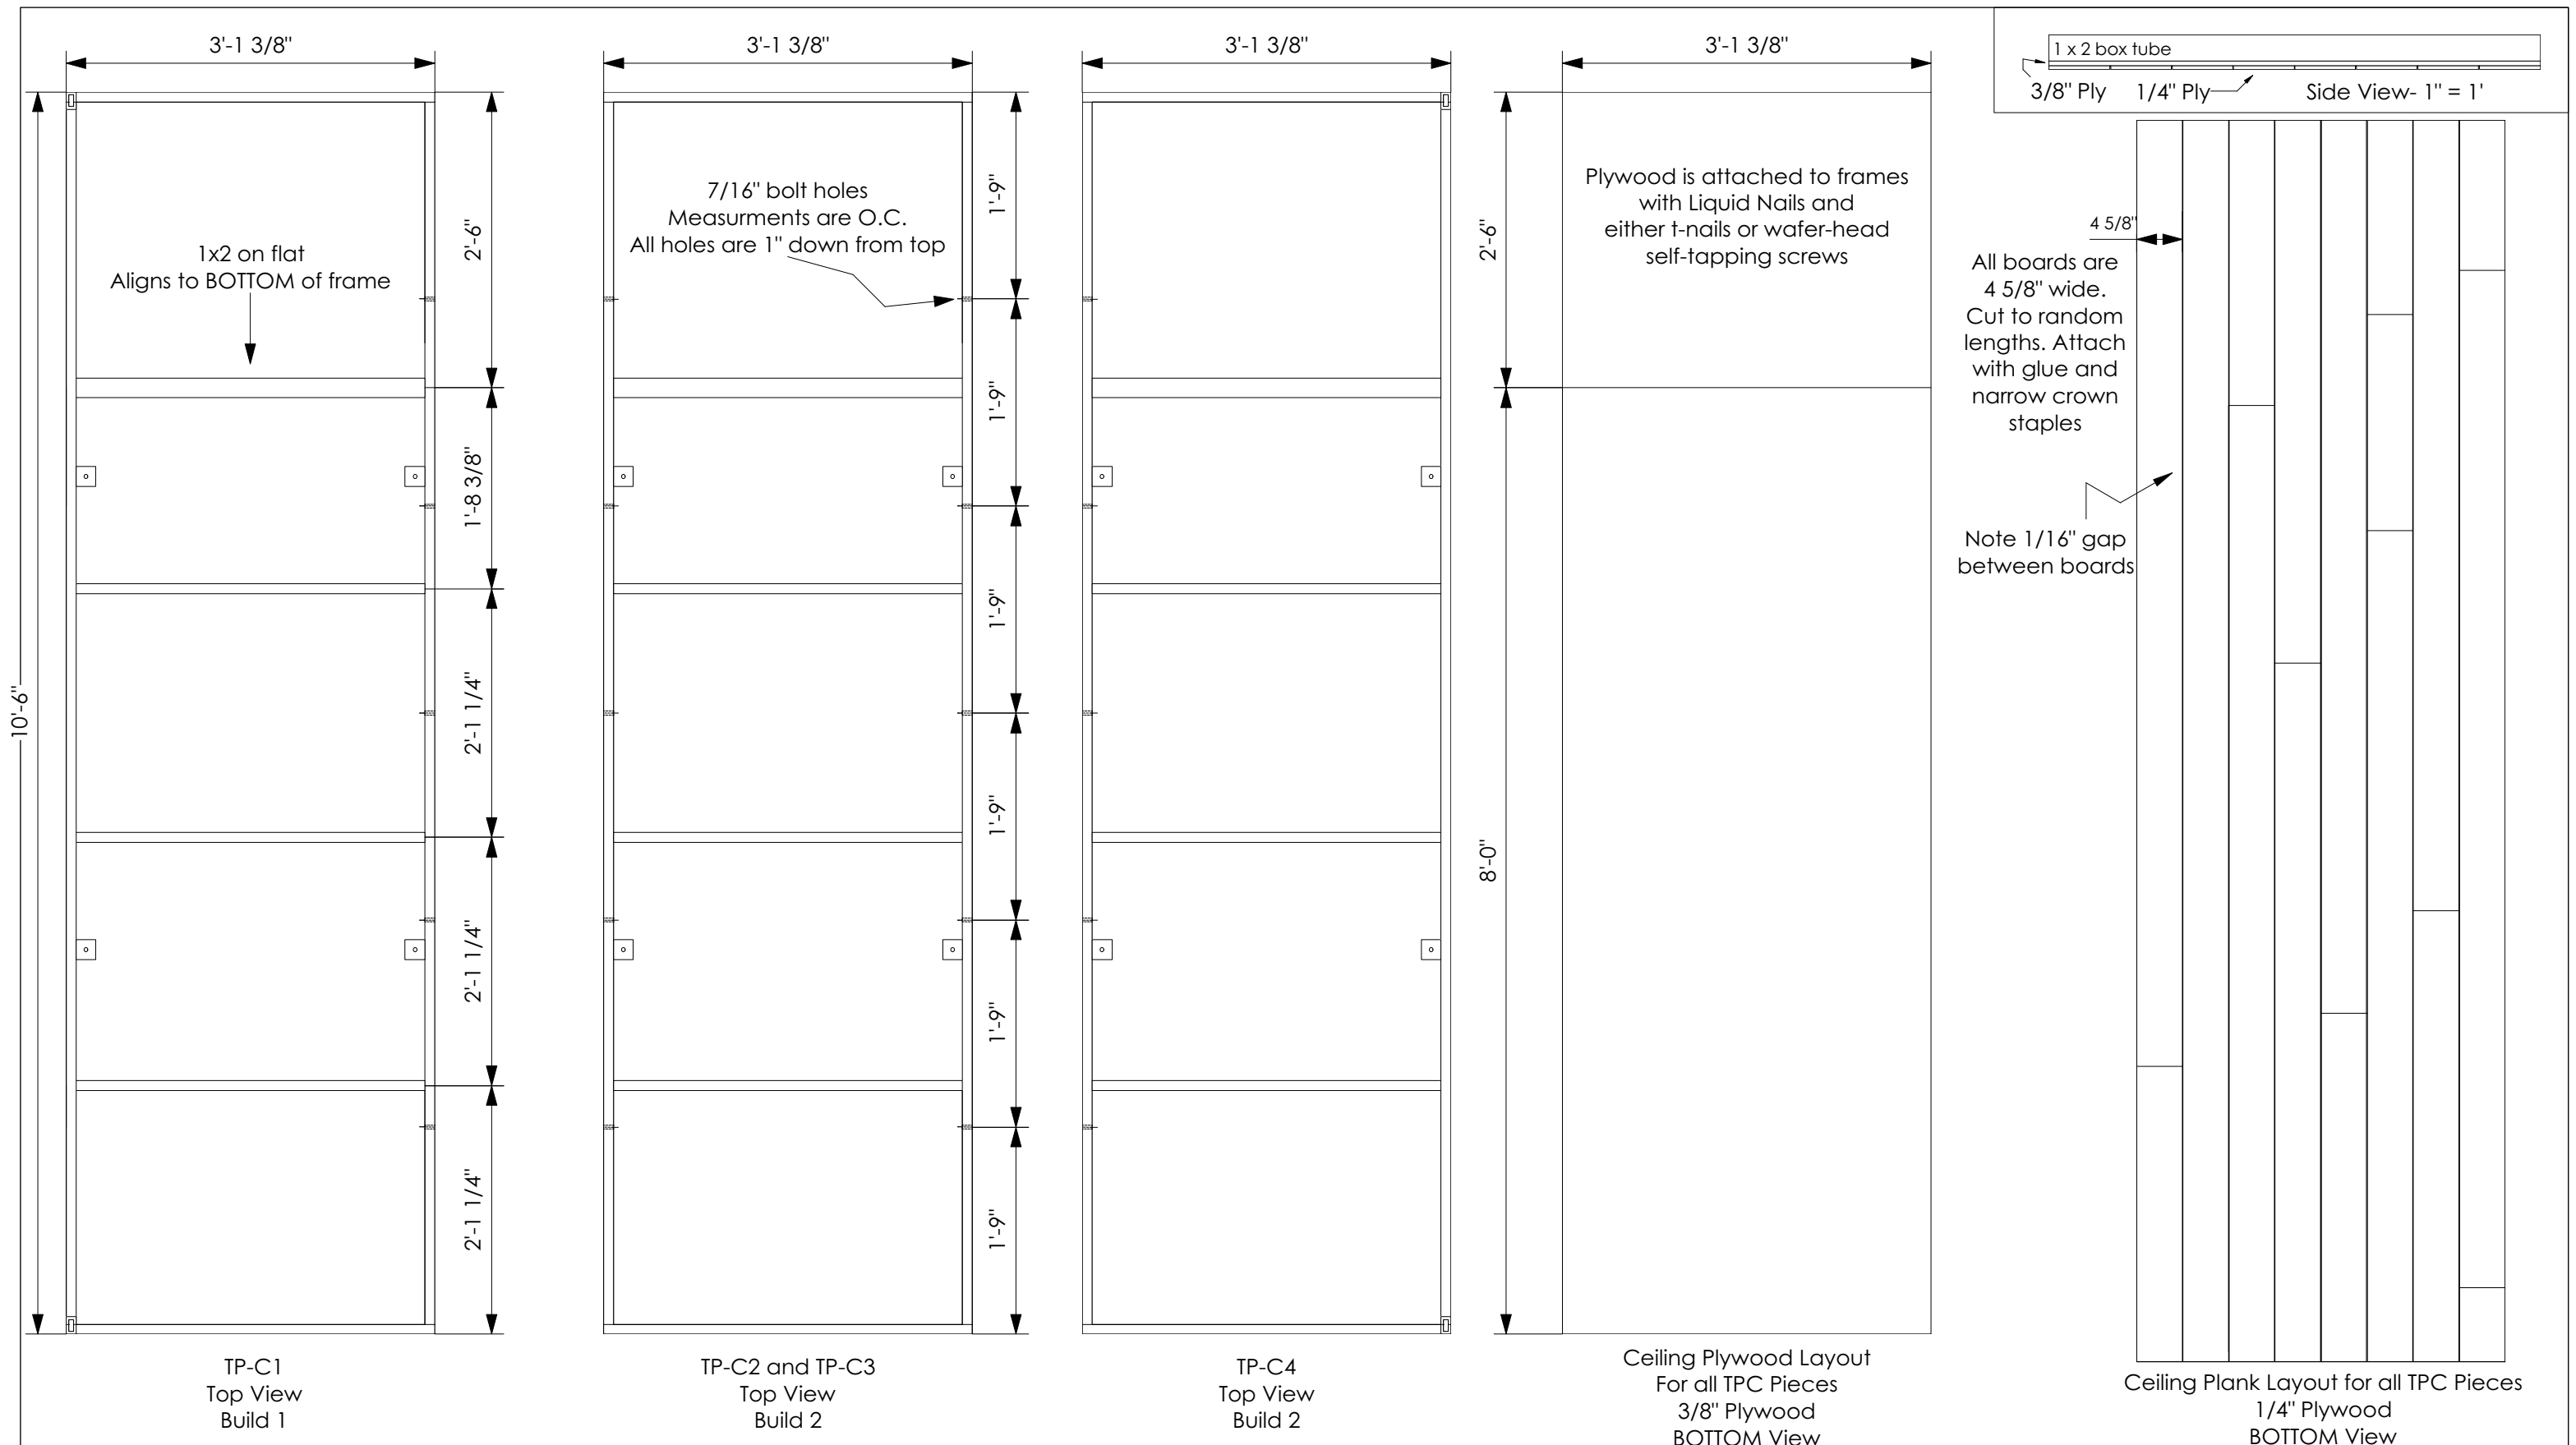 3'-1 3/8"
10'-6"
1x2 on flat
Aligns to BOTTOM of frame
2'-6"
1'-8 3/8"
2'-1 1/4"
2'-1 1/4"
2'-1 1/4"
TP-C1
Top View
Build 1
3'-1 3/8"
7/16" bolt holes
Measurments are O.C.
All holes are 1" down from top
1'-9"
1'-9"
1'-9"
1'-9"
1'-9"
1'-9"
TP-C2 and TP-C3
Top View
Build 2
3'-1 3/8"
TP-C4
Top View
Build 2
3'-1 3/8"
2'-6"
8'-0"
Plywood is attached to frames
with Liquid Nails and
either t-nails or wafer-head
self-tapping screws
Ceiling Plywood Layout
For all TPC Pieces
3/8" Plywood
BOTTOM View
1 x 2 box tube
3/8" Ply
1/4" Ply
Side View- 1" = 1'
4 5/8"
All boards are
4 5/8" wide.
Cut to random
lengths. Attach
with glue and
narrow crown
staples
Note 1/16" gap
between boards
Ceiling Plank Layout for all TPC Pieces
1/4" Plywood
BOTTOM View